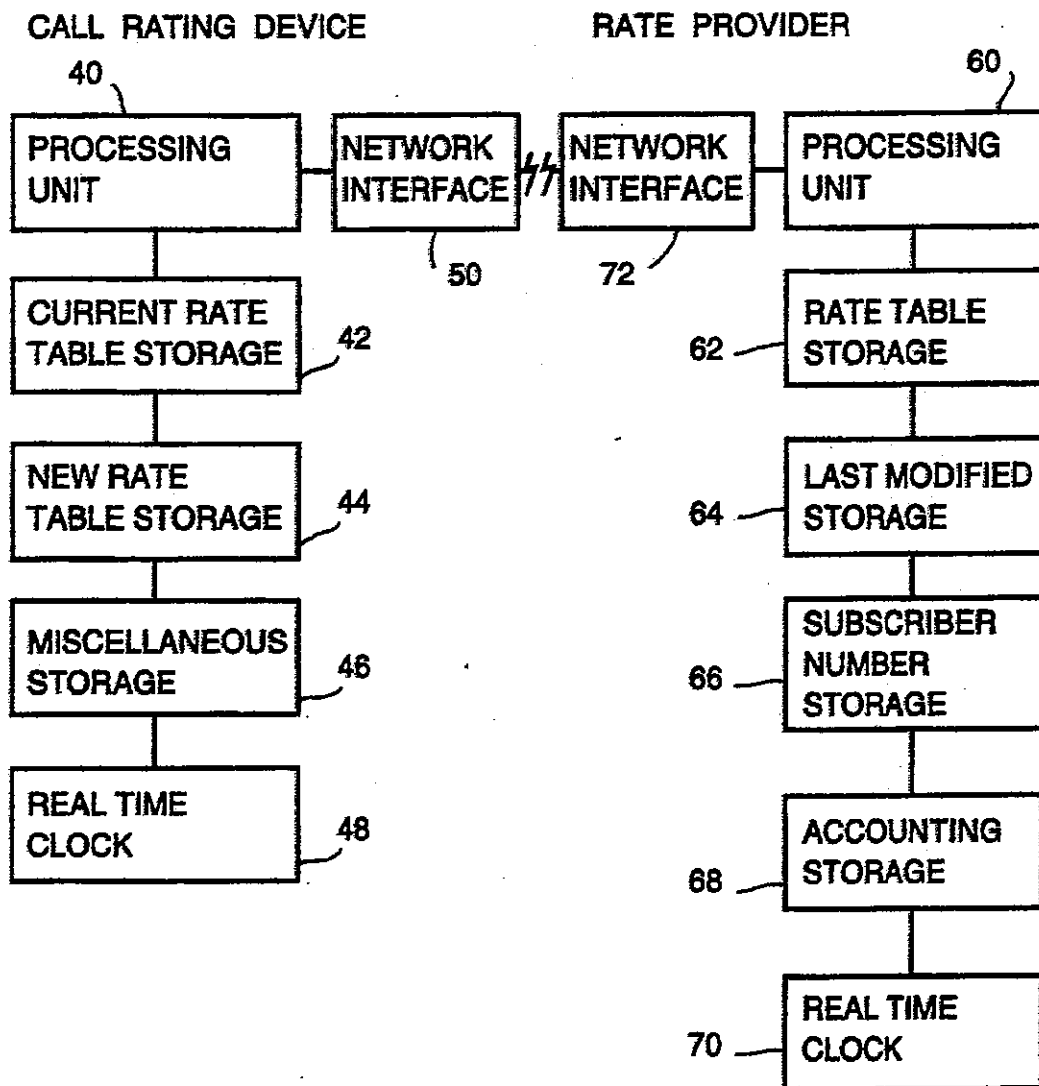 CALL RATING DEVICE
RATE PROVIDER
40
60
PROCESSING
UNIT
NETWORK
INTERFACE
NETWORK
INTERFACE
PROCESSING
UNIT
50
72
CURRENT RATE
TABLE STORAGE
42
62
RATE TABLE
STORAGE
NEW RATE
TABLE STORAGE
44
64
LAST MODIFIED
STORAGE
MISCELLANEOUS
STORAGE
46
66
SUBSCRIBER
NUMBER
STORAGE
REAL TIME
CLOCK
48
68
ACCOUNTING
STORAGE
70
REAL TIME
CLOCK